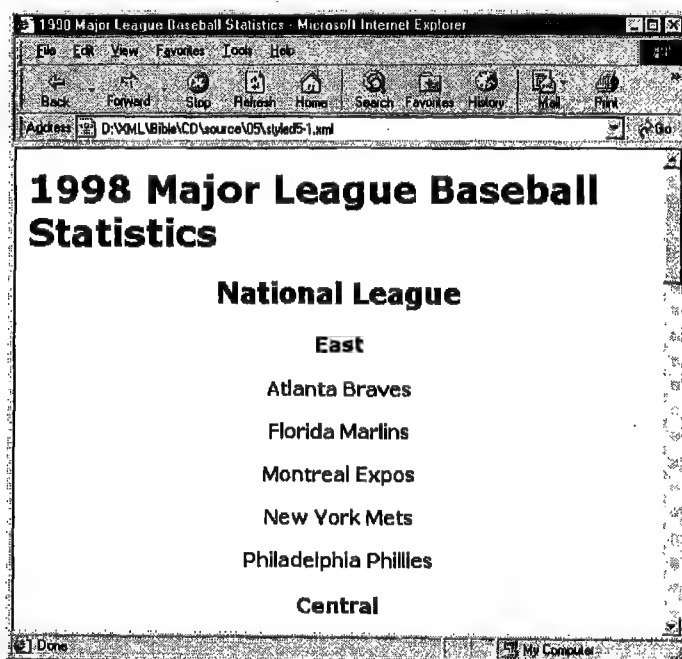 1998 Major League Baseball Statistics - Microsoft Internet Explorer
File Edit View Favorites Tools Help
Back Forward Stop Refresh Home Search Favorites History Mail Print
Address D:\XML\Bible\CD\source\05\styled5-1.xml Go
1998 Major League Baseball
Statistics
National League
East
Atlanta Braves
Florida Marlins
Montreal Expos
New York Mets
Philadelphia Phillies
Central
Done My Computer